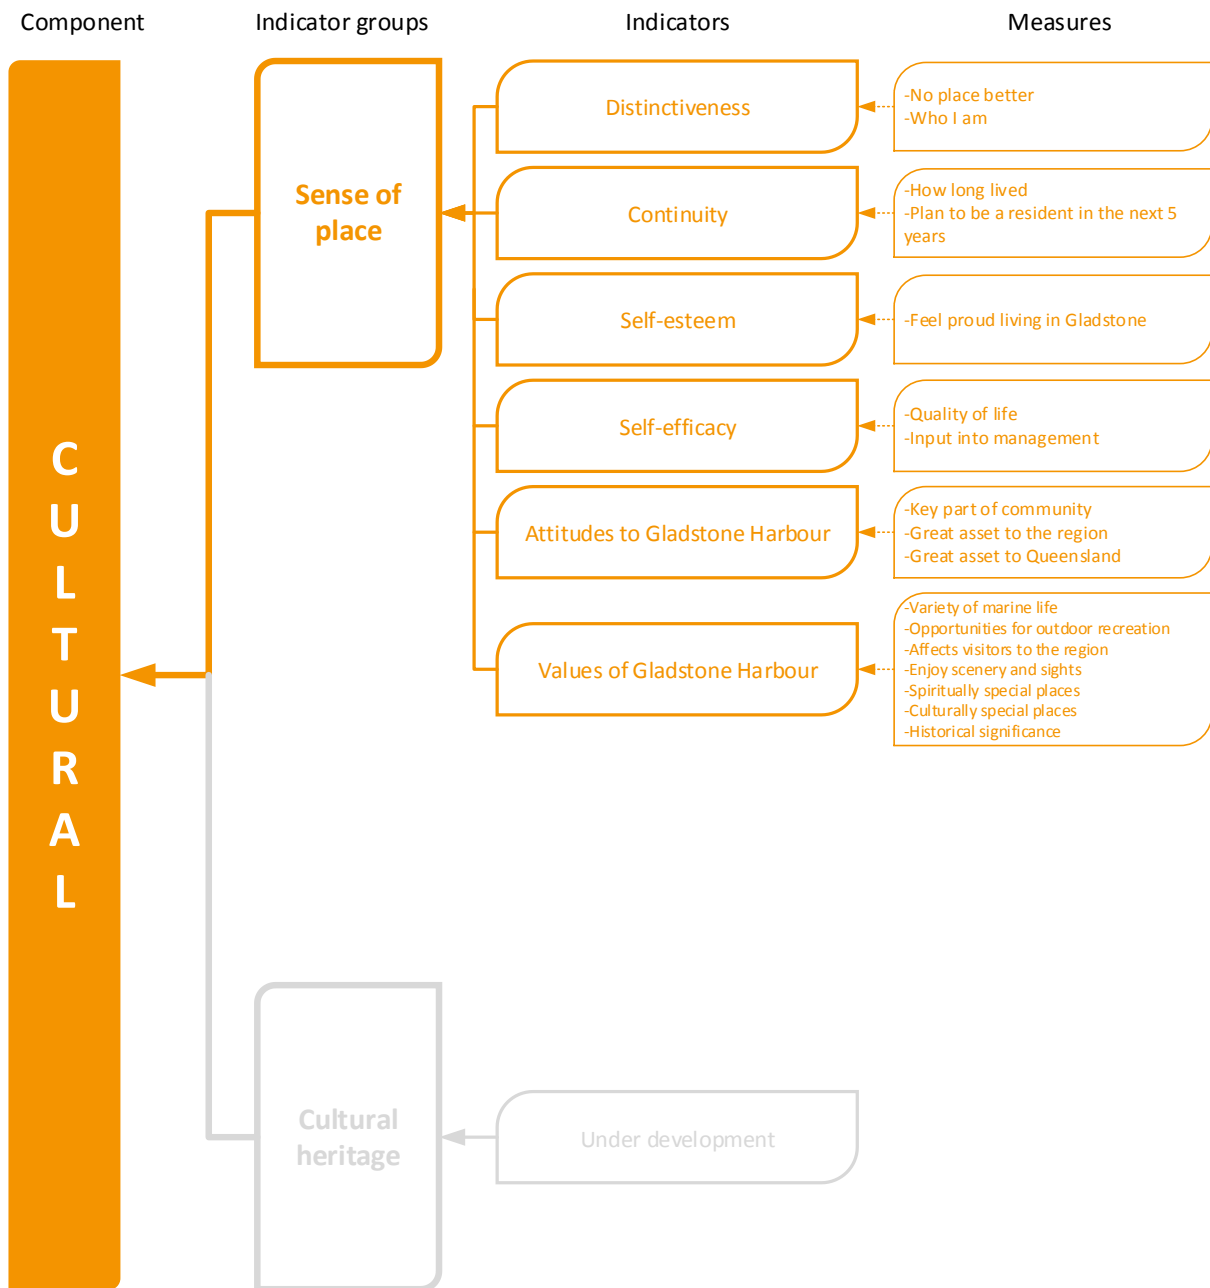 Component
Indicator groups
Indicators
Measures
CULTURAL
Sense of
place
Distinctiveness
-No place better
-Who I am
Continuity
-How long lived
-Plan to be a resident in the next 5
years
Self-esteem
-Feel proud living in Gladstone
Self-efficacy
-Quality of life
-Input into management
Attitudes to Gladstone Harbour
-Key part of community
-Great asset to the region
-Great asset to Queensland
Values of Gladstone Harbour
-Variety of marine life
-Opportunities for outdoor recreation
-Affects visitors to the region
-Enjoy scenery and sights
-Spiritually special places
-Culturally special places
-Historical significance
Cultural
heritage
Under development